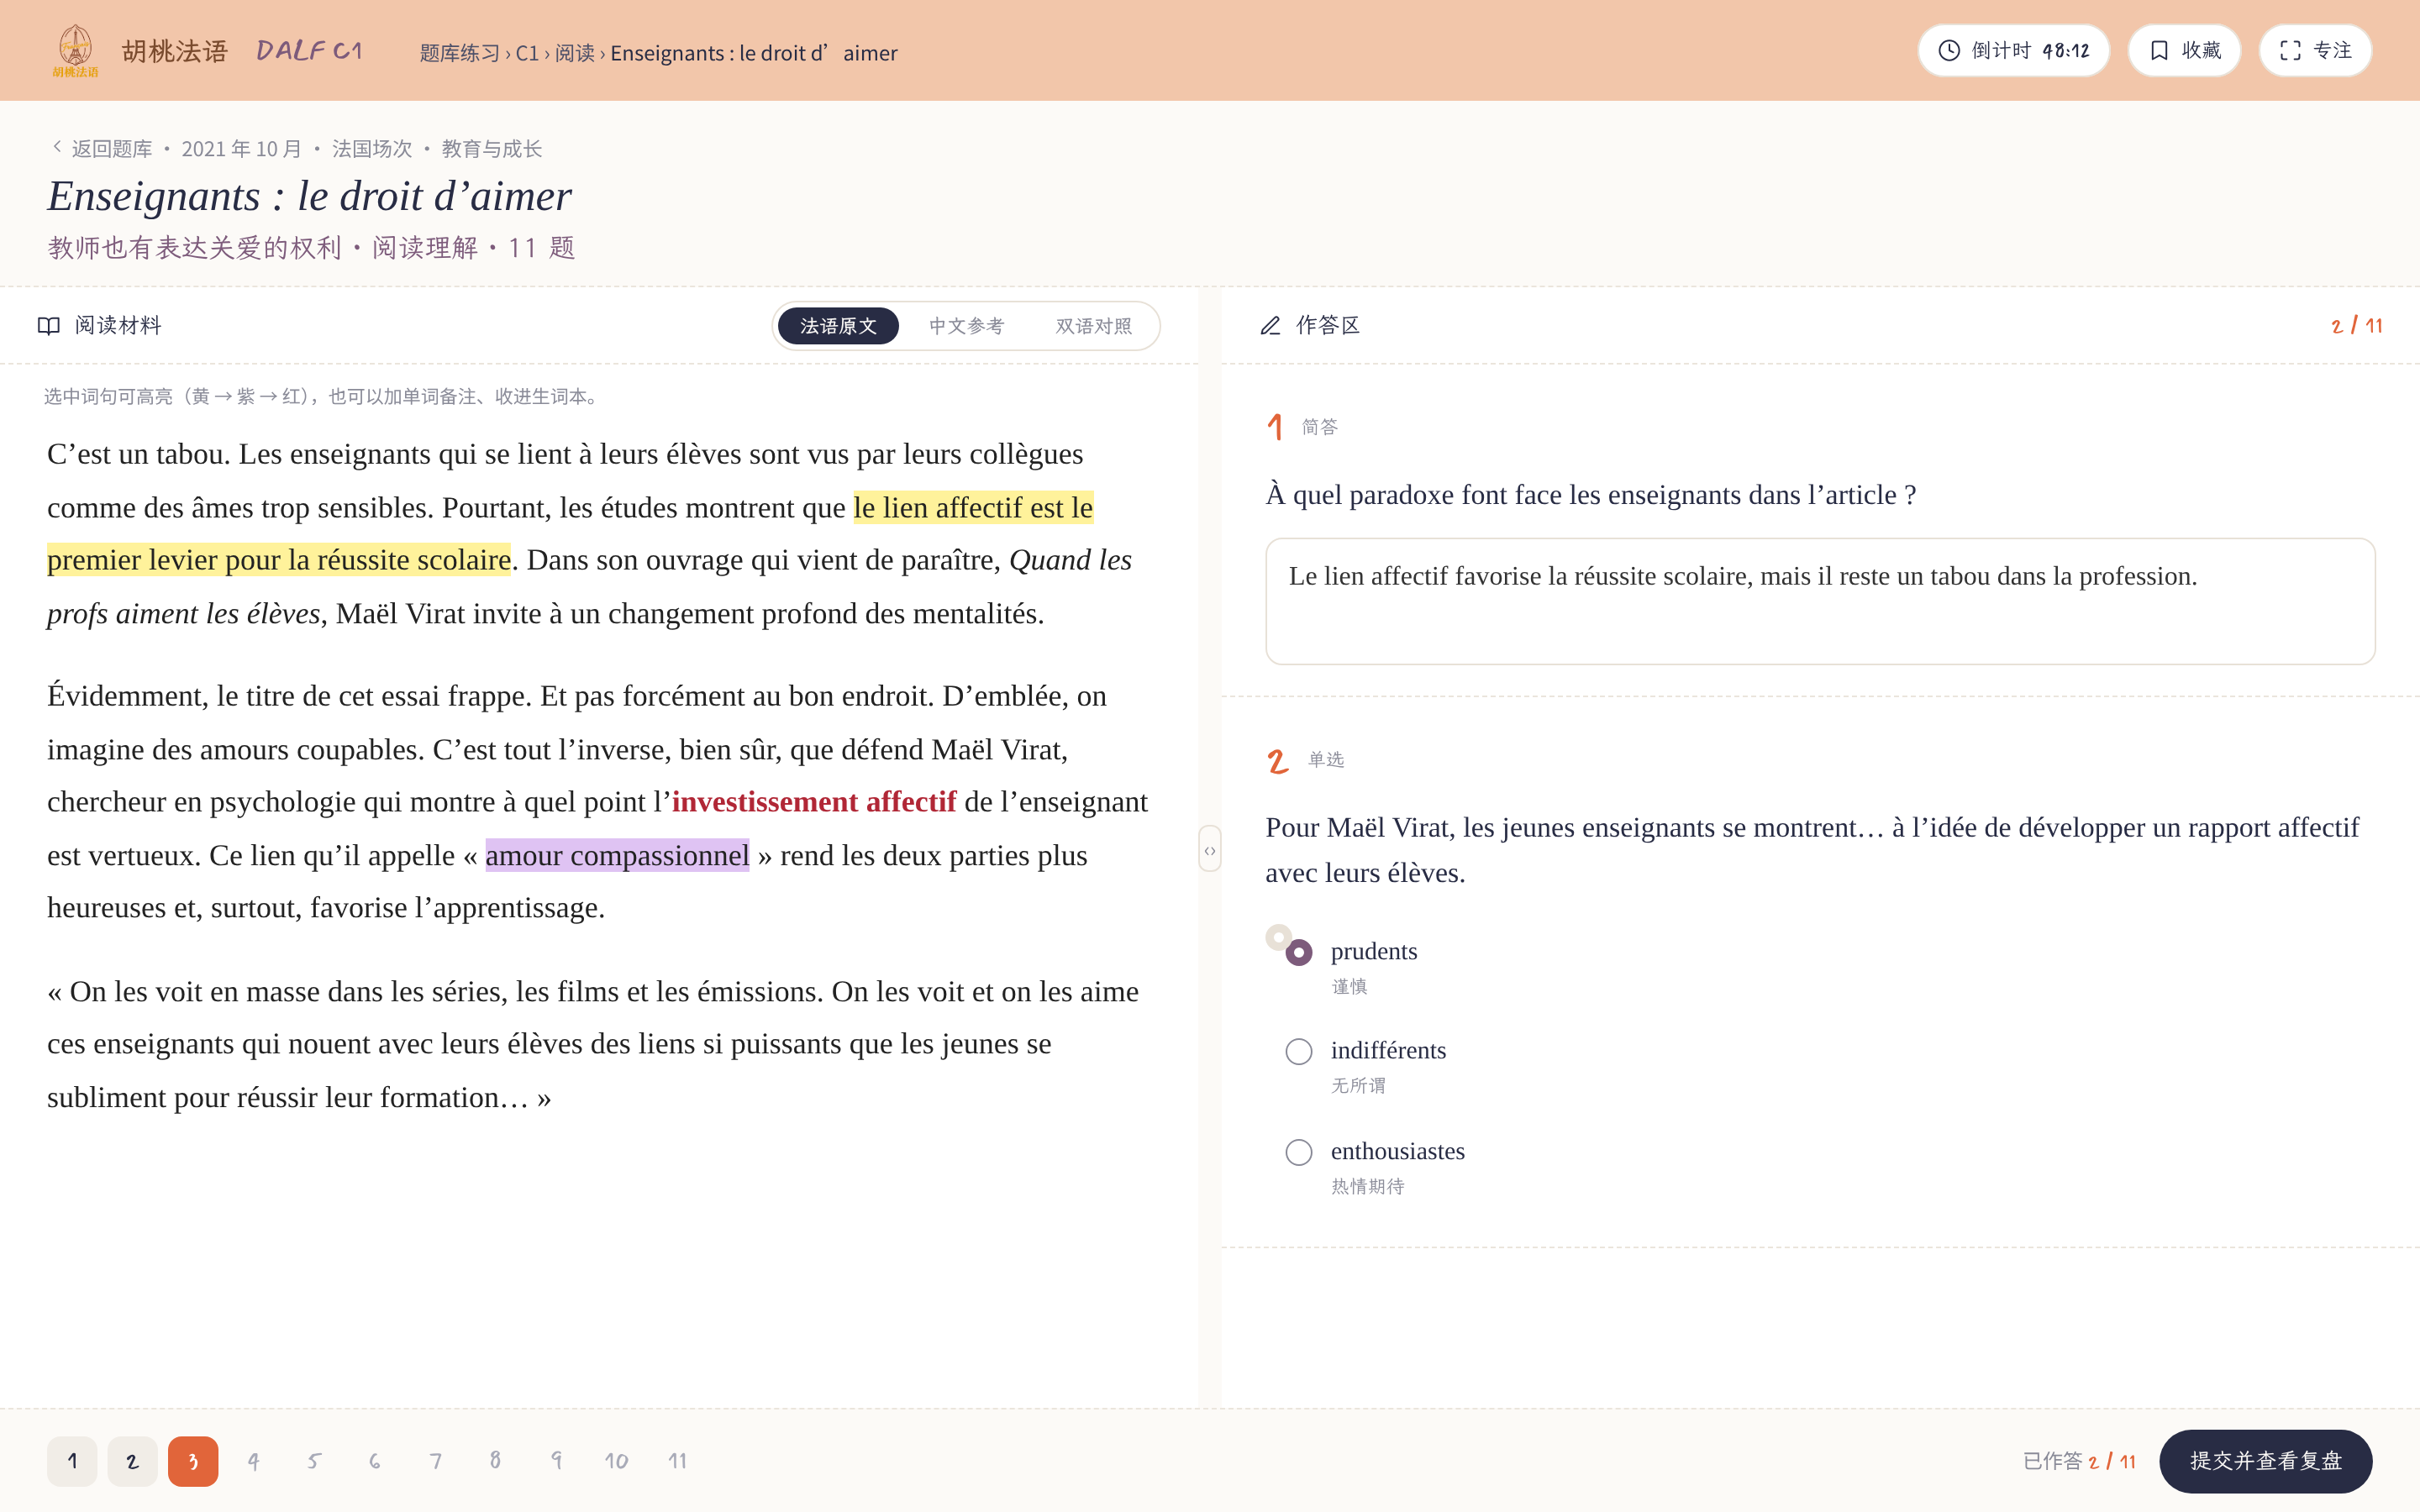 胡桃法语
胡桃法语 DALF C1 题库练习 › C1 › 阅读 › Enseignants : le droit d’aimer
倒计时 48:12 收藏 专注
返回题库 · 2021 年 10 月 · 法国场次 · 教育与成长
Enseignants : le droit d’aimer
教师也有表达关爱的权利 · 阅读理解 · 11 题
阅读材料 法语原文 中文参考 双语对照
选中词句可高亮（黄 → 紫 → 红），也可以加单词备注、收进生词本。
C’est un tabou. Les enseignants qui se lient à leurs élèves sont vus par leurs collègues
comme des âmes trop sensibles. Pourtant, les études montrent que le lien affectif est le
premier levier pour la réussite scolaire. Dans son ouvrage qui vient de paraître, Quand les
profs aiment les élèves, Maël Virat invite à un changement profond des mentalités.
Évidemment, le titre de cet essai frappe. Et pas forcément au bon endroit. D’emblée, on
imagine des amours coupables. C’est tout l’inverse, bien sûr, que défend Maël Virat,
chercheur en psychologie qui montre à quel point l’investissement affectif de l’enseignant
est vertueux. Ce lien qu’il appelle « amour compassionnel » rend les deux parties plus
heureuses et, surtout, favorise l’apprentissage.
« On les voit en masse dans les séries, les films et les émissions. On les voit et on les aime
ces enseignants qui nouent avec leurs élèves des liens si puissants que les jeunes se
subliment pour réussir leur formation… »
作答区 2 / 11
1 简答
À quel paradoxe font face les enseignants dans l’article ?
Le lien affectif favorise la réussite scolaire, mais il reste un tabou dans la profession.
2 单选
Pour Maël Virat, les jeunes enseignants se montrent… à l’idée de développer un rapport affectif
avec leurs élèves.
prudents
谨慎
indifférents
无所谓
enthousiastes
热情期待
1 2 3 4 5 6 7 8 9 10 11
已作答 2 / 11 提交并查看复盘